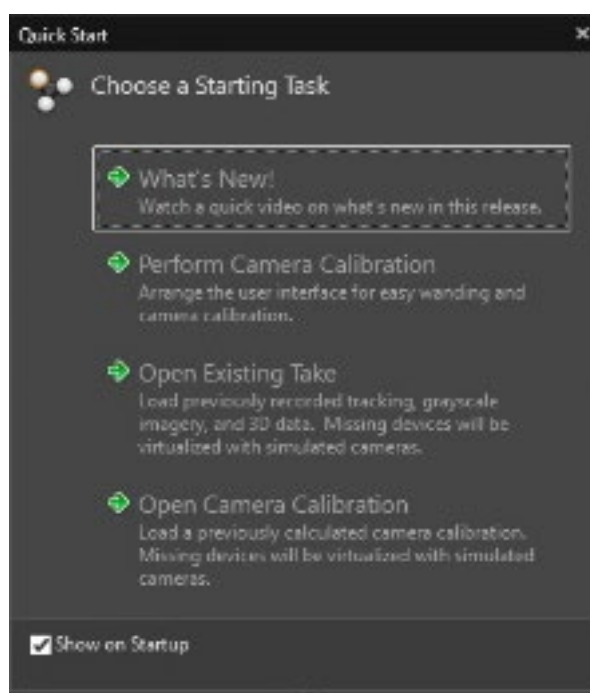 Quick Start
Choose a Starting Task
What's New!
Watch a quick video on what's new in this release.
Perform Camera Calibration
Arrange the user interface for easy wanding and
camera calibration.
Open Existing Take
Load previously recorded tracking, grayscale
imagery, and 3D data. Missing devices will be
virtualized with simulated cameras.
Open Camera Calibration
Load a previously calculated camera calibration.
Missing devices will be virtualized with simulated
cameras.
Show on Startup